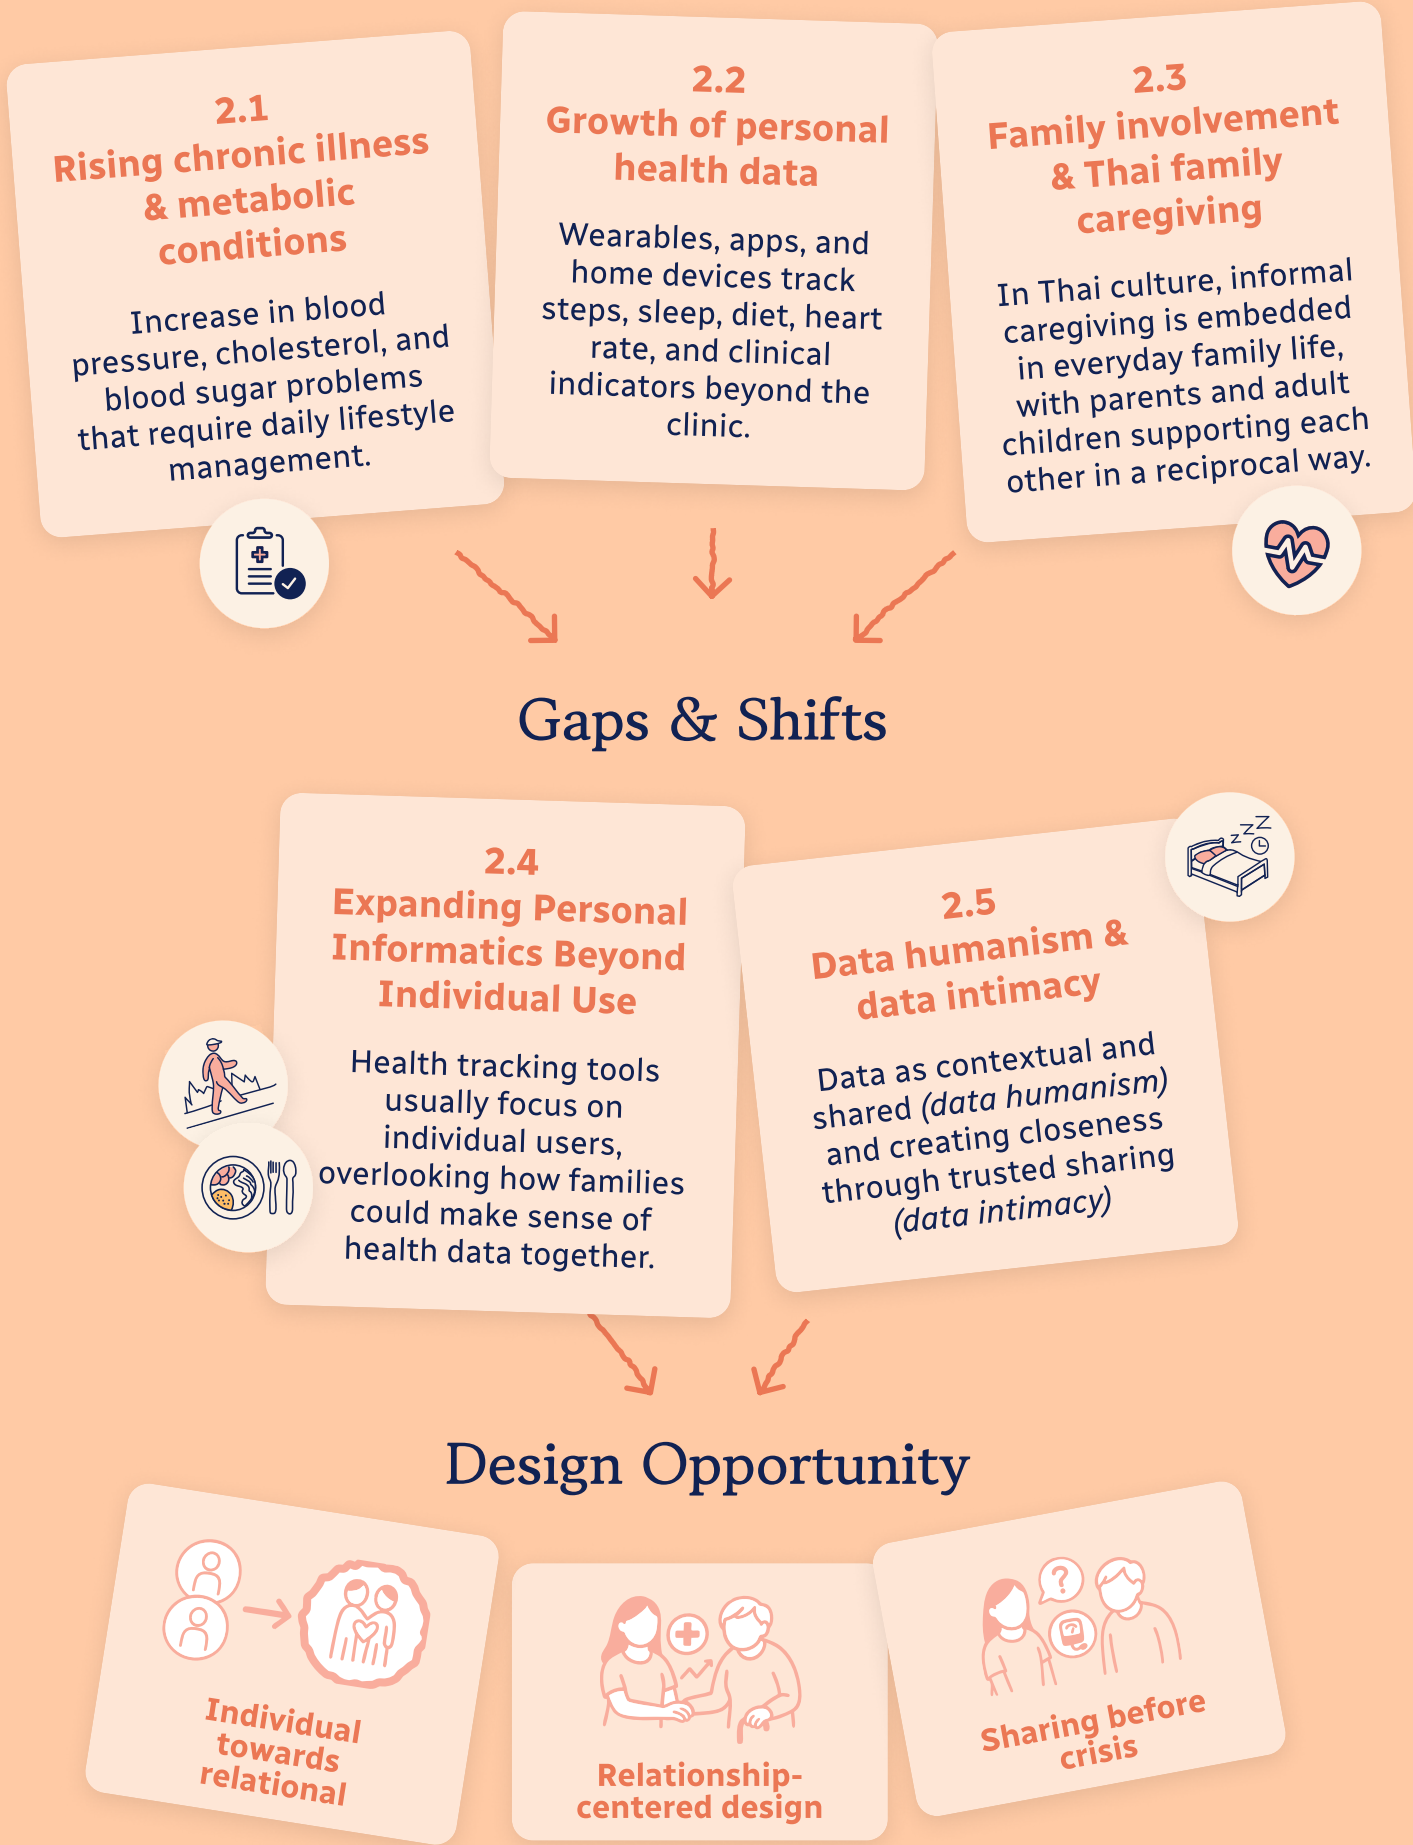 2.1
Rising chronic illness
& metabolic
conditions
Increase in blood
pressure, cholesterol, and
blood sugar problems
that require daily lifestyle
management.
2.2
Growth of personal
health data
Wearables, apps, and
home devices track
steps, sleep, diet, heart
rate, and clinical
indicators beyond the
clinic.
2.3
Family involvement
& Thai family
caregiving
In Thai culture, informal
caregiving is embedded
in everyday family life,
with parents and adult
children supporting each
other in a reciprocal way.
Gaps & Shifts
2.4
Expanding Personal
Informatics Beyond
Individual Use
Health tracking tools
usually focus on
individual users,
overlooking how families
could make sense of
health data together.
z z Z Z
2.5
Data humanism &
data intimacy
Data as contextual and
shared (data humanism)
and creating closeness
through trusted sharing
(data intimacy)
Design Opportunity
Individual
towards
relational
Relationship-
centered design
?
Sharing before
crisis